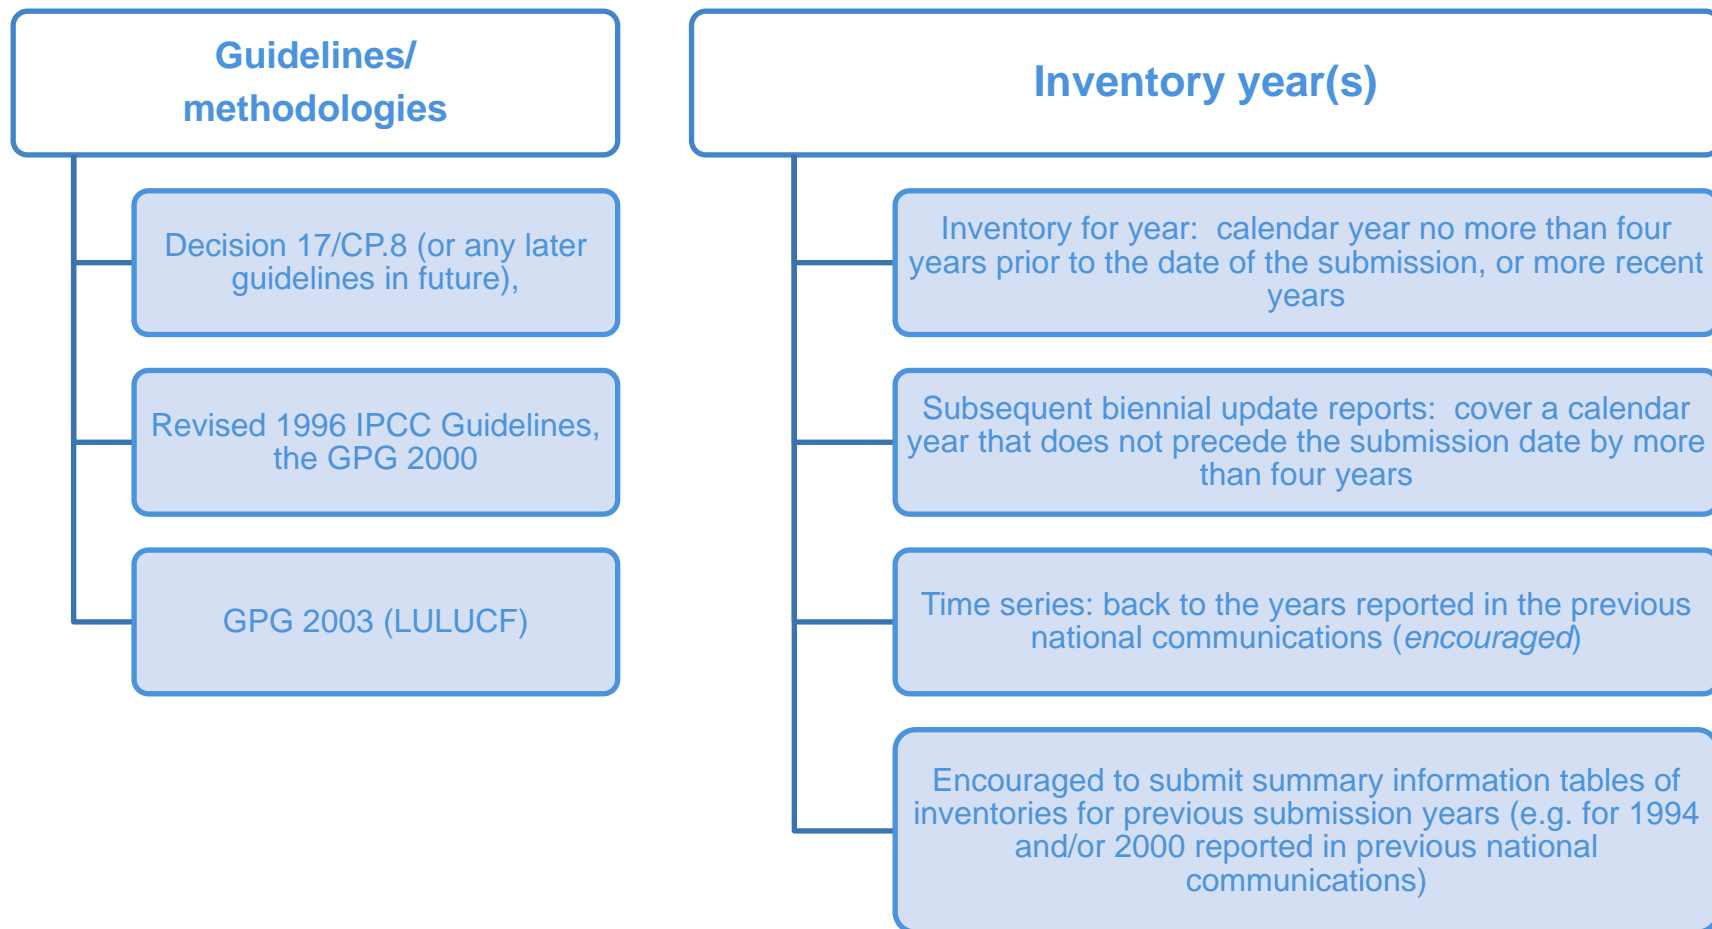 Guidelines/
methodologies
Decision 17/CP.8 (or any later
guidelines in future),
Revised 1996 IPCC Guidelines,
the GPG 2000
GPG 2003 (LULUCF)
Inventory year(s)
Inventory for year:  calendar year no more than four
years prior to the date of the submission, or more recent
years
Subsequent biennial update reports:  cover a calendar
year that does not precede the submission date by more
than four years
Time series: back to the years reported in the previous
national communications (encouraged)
Encouraged to submit summary information tables of
inventories for previous submission years (e.g. for 1994
and/or 2000 reported in previous national
communications)